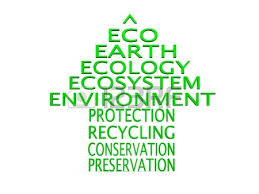 ^
ECO
EARTH
ECOLOGY
ECOSYSTEM
ENVIRONMENT
PROTECTION
RECYCLING
CONSERVATION
PRESERVATION